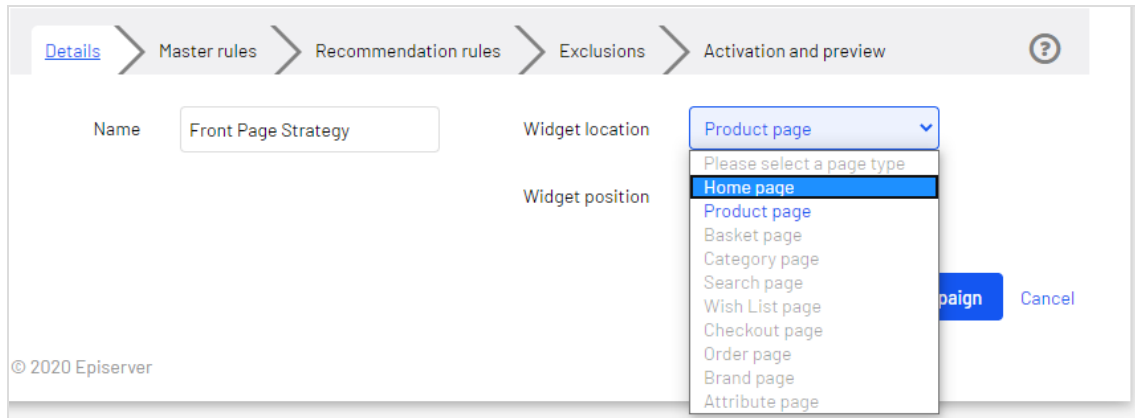 Details Master rules Recommendation rules Exclusions Activation and preview ?
Name Front Page Strategy Widget location Product page
Please select a page type
Home page
Widget position
Product page
Basket page
Category page
Search page
Wish List page
paign Cancel
Checkout page
Order page
© 2020 Episerver
Brand page
Attribute page